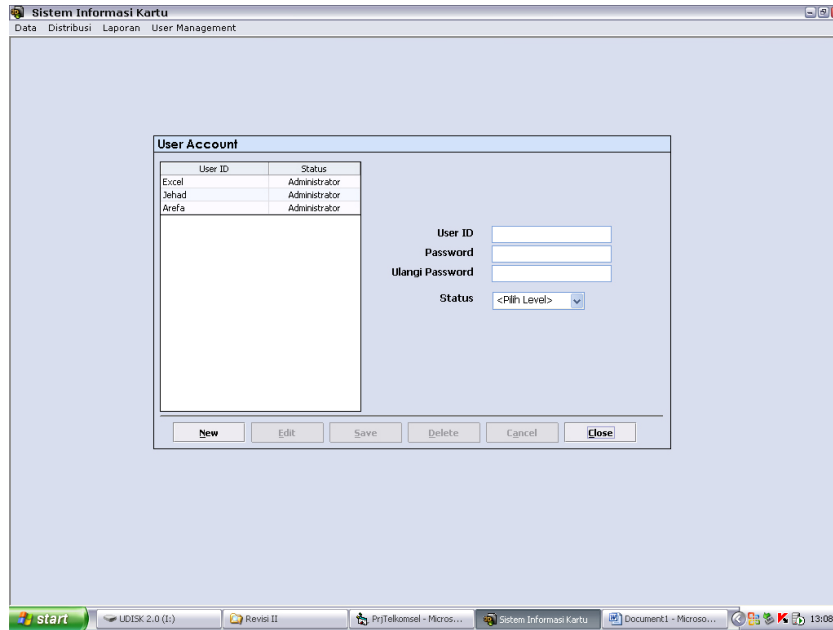 Sistem Informasi Kartu
Data Distribusi Laporan User Management
User Account
User ID Status
Excel Administrator
Jehad Administrator
Arefa Administrator
User ID
Password
Ulangi Password
Status <Pilih Level>
New Edit Save Delete Cancel Close
start UDISK 2.0 (I:) Revisi II PrjTelkomsel - Micros... Sistem Informasi Kartu Document1 - Microso... 13:08